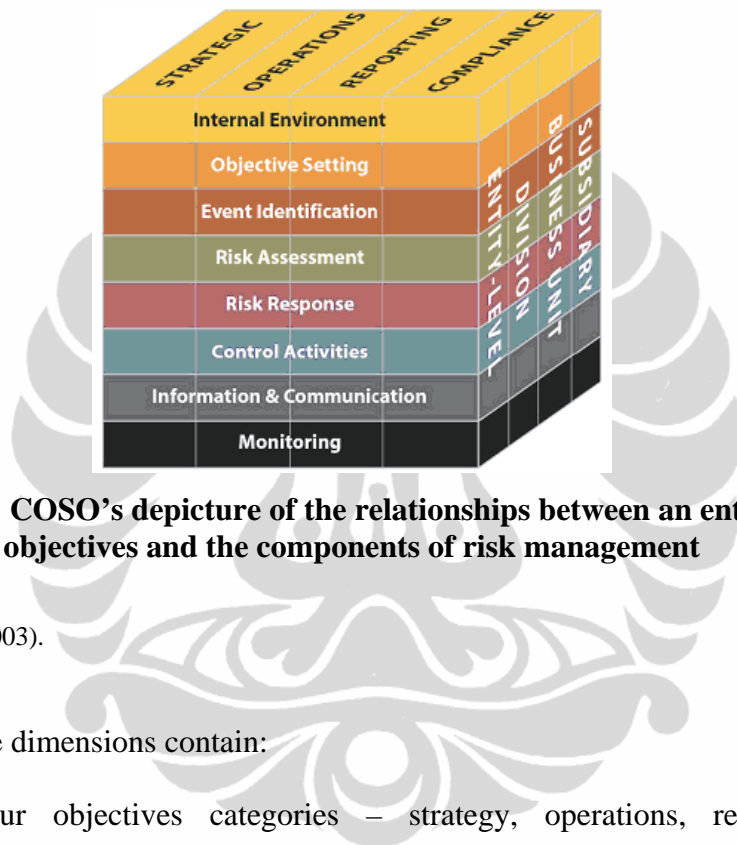 STRATEGIC
OPERATIONS
REPORTING
COMPLIANCE
Internal Environment
Objective Setting
Event Identification
Risk Assessment
Risk Response
Control Activities
Information & Communication
Monitoring
ENTITY-LEVEL
DIVISION
BUSINESS UNIT
SUBSIDIARY
COSO’s depicture of the relationships between an ent
objectives and the components of risk management
003).
e dimensions contain:
ur objectives categories – strategy, operations, re